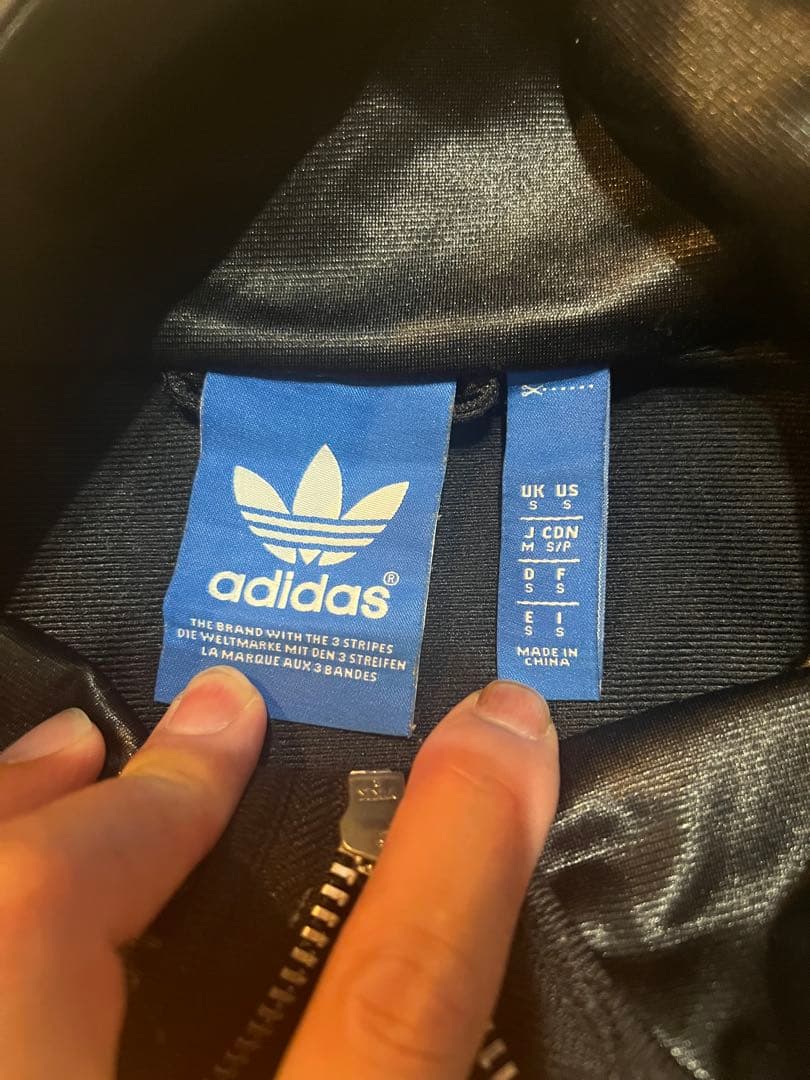 adidas®
THE BRAND WITH THE 3 STRIPES
DIE WELTMARKE MIT DEN 3 STREIFEN
LA MARQUE AUX 3 BANDES
UK US
S S
J CDN
M S/P
D F
S S
E I
S S
MADE IN
CHINA